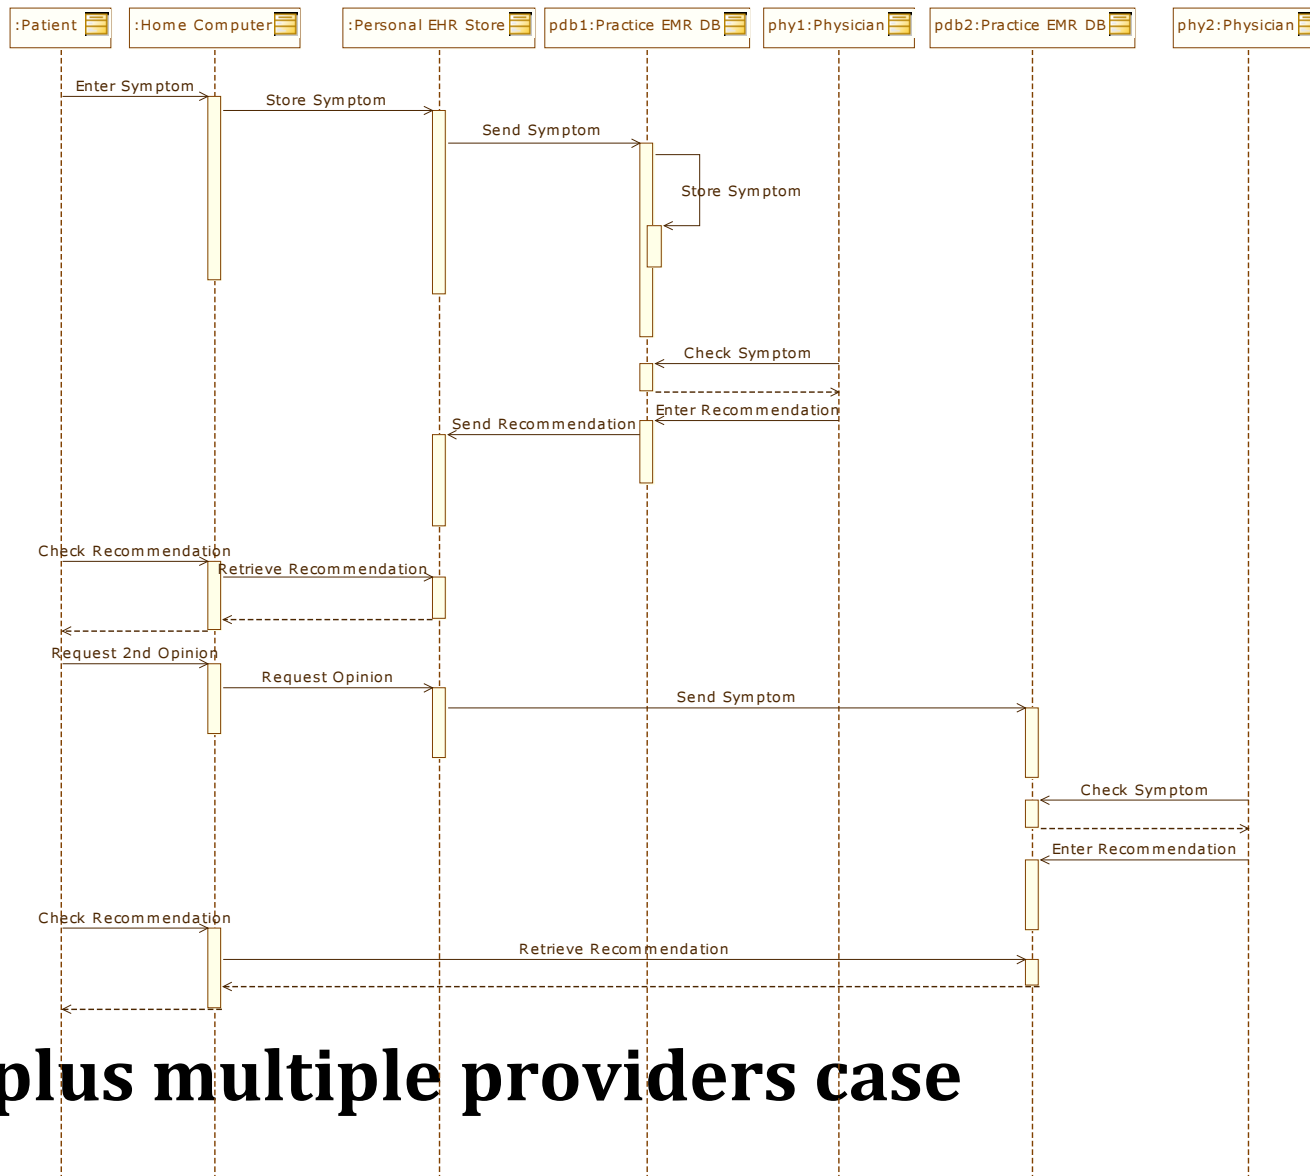 :Patient
:Home Computer
:Personal EHR Store
pdb1:Practice EMR DB
phy1:Physician
pdb2:Practice EMR DB
phy2:Physician
Enter Symptom
Store Symptom
Send Symptom
Store Symptom
Check Symptom
Enter Recommendation
Send Recommendation
Check Recommendation
Retrieve Recommendation
Request 2nd Opinion
Request Opinion
Send Symptom
Check Symptom
Enter Recommendation
Check Recommendation
Retrieve Recommendation
plus multiple providers case